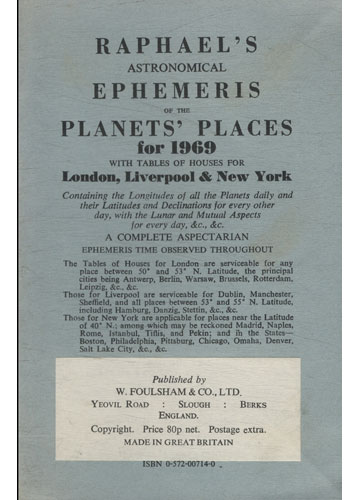 RAPHAEL'S
ASTRONOMICAL
EPHEMERIS
OF THE
PLANETS' PLACES
for 1969
WITH TABLES OF HOUSES FOR
London, Liverpool & New York
Containing the Longitudes of all the Planets daily and
their Latitudes and Declinations for every other
day, with the Lunar and Mutual Aspects
for every day, &c., &c.
A COMPLETE ASPECTARIAN
EPHEMERIS TIME OBSERVED THROUGHOUT
The Tables of Houses for London are serviceable for any
place between 50° and 53° N. Latitude, the principal
cities being Antwerp, Berlin, Warsaw, Brussels, Rotterdam,
Leipzig, &c., &c.
Those for Liverpool are serviceable for Dublin, Manchester,
Sheffield, and all places between 53° and 55° N. Latitude,
including Hamburg, Danzig, Stettin, &c., &c.
Those for New York are applicable for places near the Latitude
of 40° N.; among which may be reckoned Madrid, Naples,
Rome, Istanbul, Tiflis, and Pekin; and in the States—
Boston, Philadelphia, Pittsburg, Chicago, Omaha, Denver,
Salt Lake City, &c., &c.
Published by
W. FOULSHAM & CO., LTD.
YEOVIL ROAD : SLOUGH : BERKS
ENGLAND.
Copyright. Price 80p net. Postage extra.
MADE IN GREAT BRITAIN
ISBN 0-572-00714-0